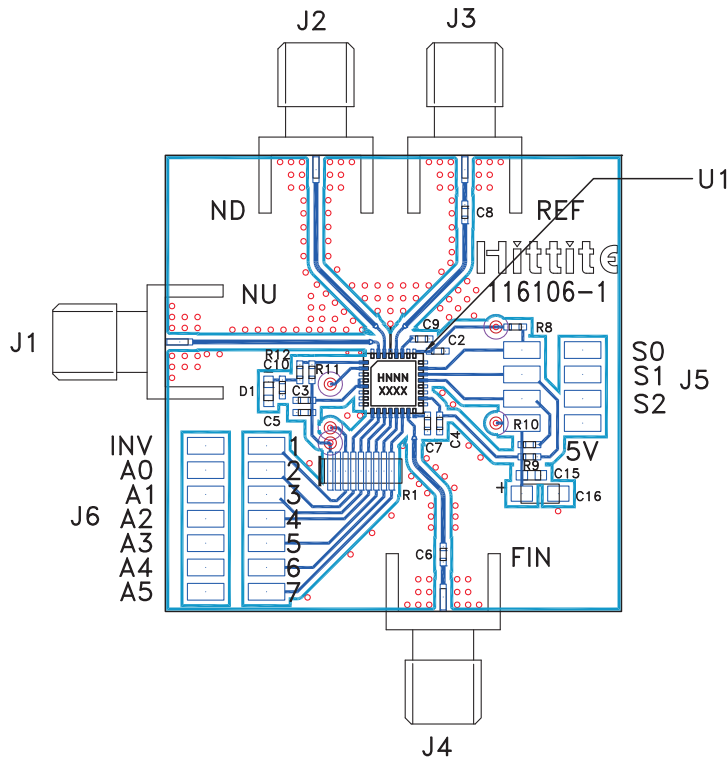 J2
J3
U1
ND
C8
REF
Hittite
116106-1
NU
J1
C9
C2
R8
R12
C10
R11
D1
C3
C5
HNNN
XXXX
S0
S1
S2
J5
C7
C4
R10
5V
R9
C15
+
C16
INV
A0
A1
A2
A3
A4
A5
J6
1
2
3
4
5
6
7
R1
C6
FIN
J4